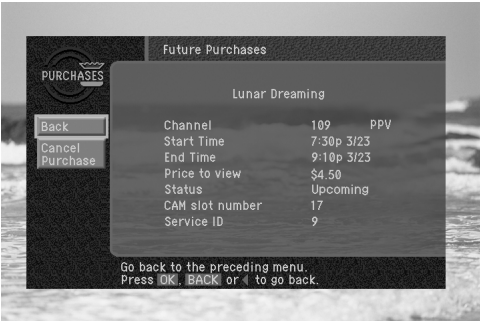 Future Purchases
PURCHASES
Lunar Dreaming
Back
Cancel
Purchase
Channel 109 PPV
Start Time 7:30p 3/23
End Time 9:10p 3/23
Price to view $4.50
Status Upcoming
CAM slot number 17
Service ID 9
Go back to the preceding menu.
Press OK, BACK or ◀ to go back.